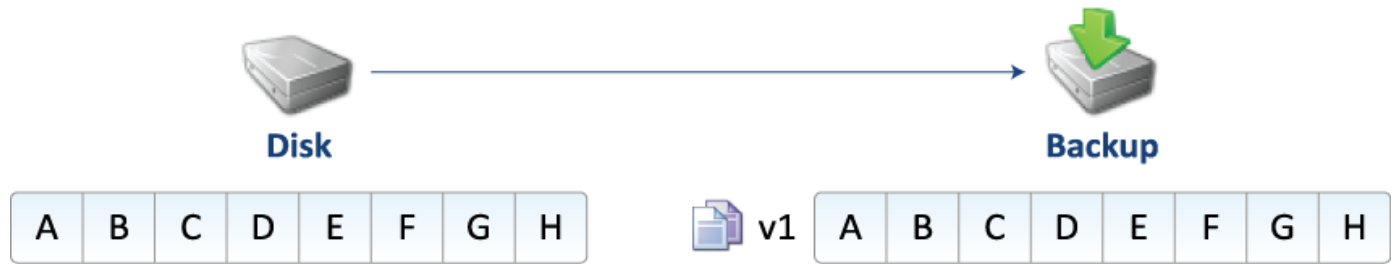 Disk Backup
A B C D E F G H v1 A B C D E F G H